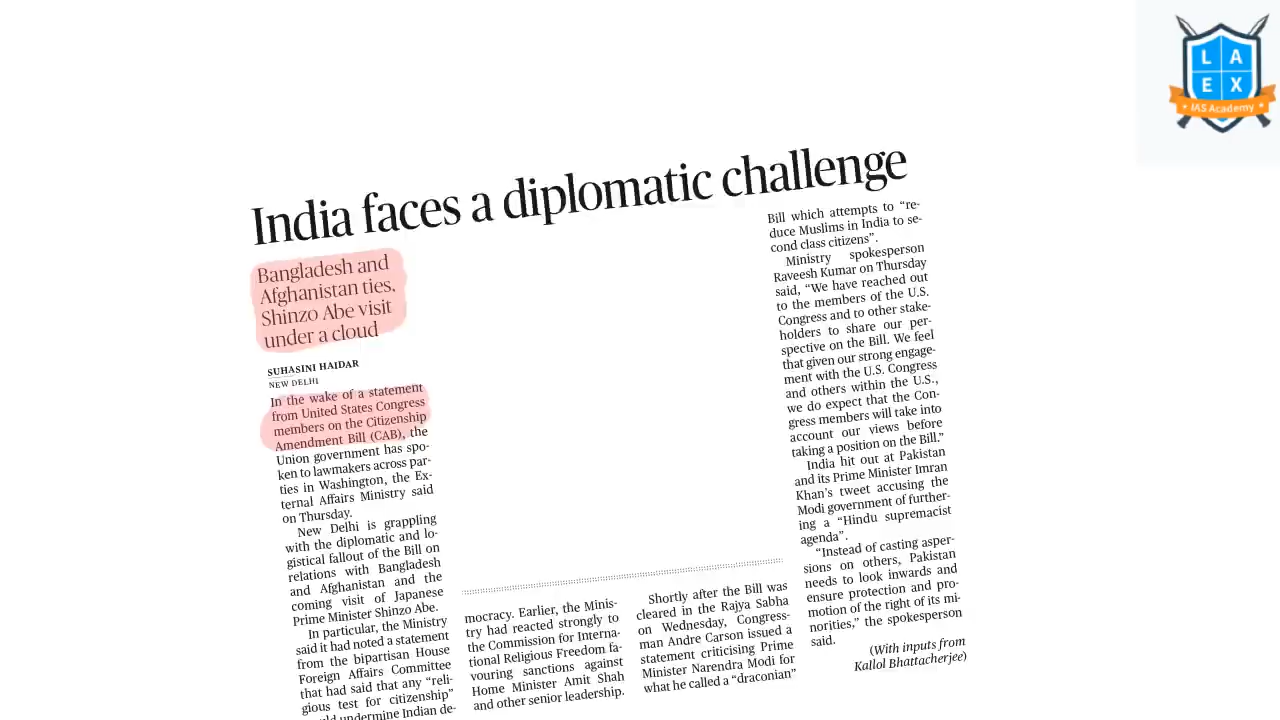 L A
E X
IAS Academy
India faces a diplomatic challenge
Bangladesh and
Afghanistan ties,
Shinzo Abe visit
under a cloud
SUHASINI HAIDAR
NEW DELHI
In the wake of a statement
from United States Congress
members on the Citizenship
Amendment Bill (CAB), the
Union government has spo-
ken to lawmakers across par-
ties in Washington, the Ex-
ternal Affairs Ministry said
on Thursday.
New Delhi is grappling
with the diplomatic and lo-
gistical fallout of the Bill on
relations with Bangladesh
and Afghanistan and the
coming visit of Japanese
Prime Minister Shinzo Abe.
In particular, the Ministry
said it had noted a statement
from the bipartisan House
Foreign Affairs Committee
that had said that any “reli-
gious test for citizenship”
undermine Indian de-
mocracy. Earlier, the Minis-
try had reacted strongly to
the Commission for Interna-
tional Religious Freedom fa-
vouring sanctions against
Home Minister Amit Shah
and other senior leadership.
Shortly after the Bill was
cleared in the Rajya Sabha
on Wednesday, Congress-
man Andre Carson issued a
statement criticising Prime
Minister Narendra Modi for
what he called a “draconian”
Bill which attempts to “re-
duce Muslims in India to se-
cond class citizens”.
Ministry spokesperson
Raveesh Kumar on Thursday
said, “We have reached out
to the members of the U.S.
Congress and to other stake-
holders to share our per-
spective on the Bill. We feel
that given our strong engage-
ment with the U.S. Congress
and others within the U.S.,
we do expect that the Con-
gress members will take into
account our views before
taking a position on the Bill.”
India hit out at Pakistan
and its Prime Minister Imran
Khan’s tweet accusing the
Modi government of further-
ing a “Hindu supremacist
agenda”.
“Instead of casting asper-
sions on others, Pakistan
needs to look inwards and
ensure protection and pro-
motion of the right of its mi-
norities,” the spokesperson
said.
(With inputs from
Kallol Bhattacherjee)